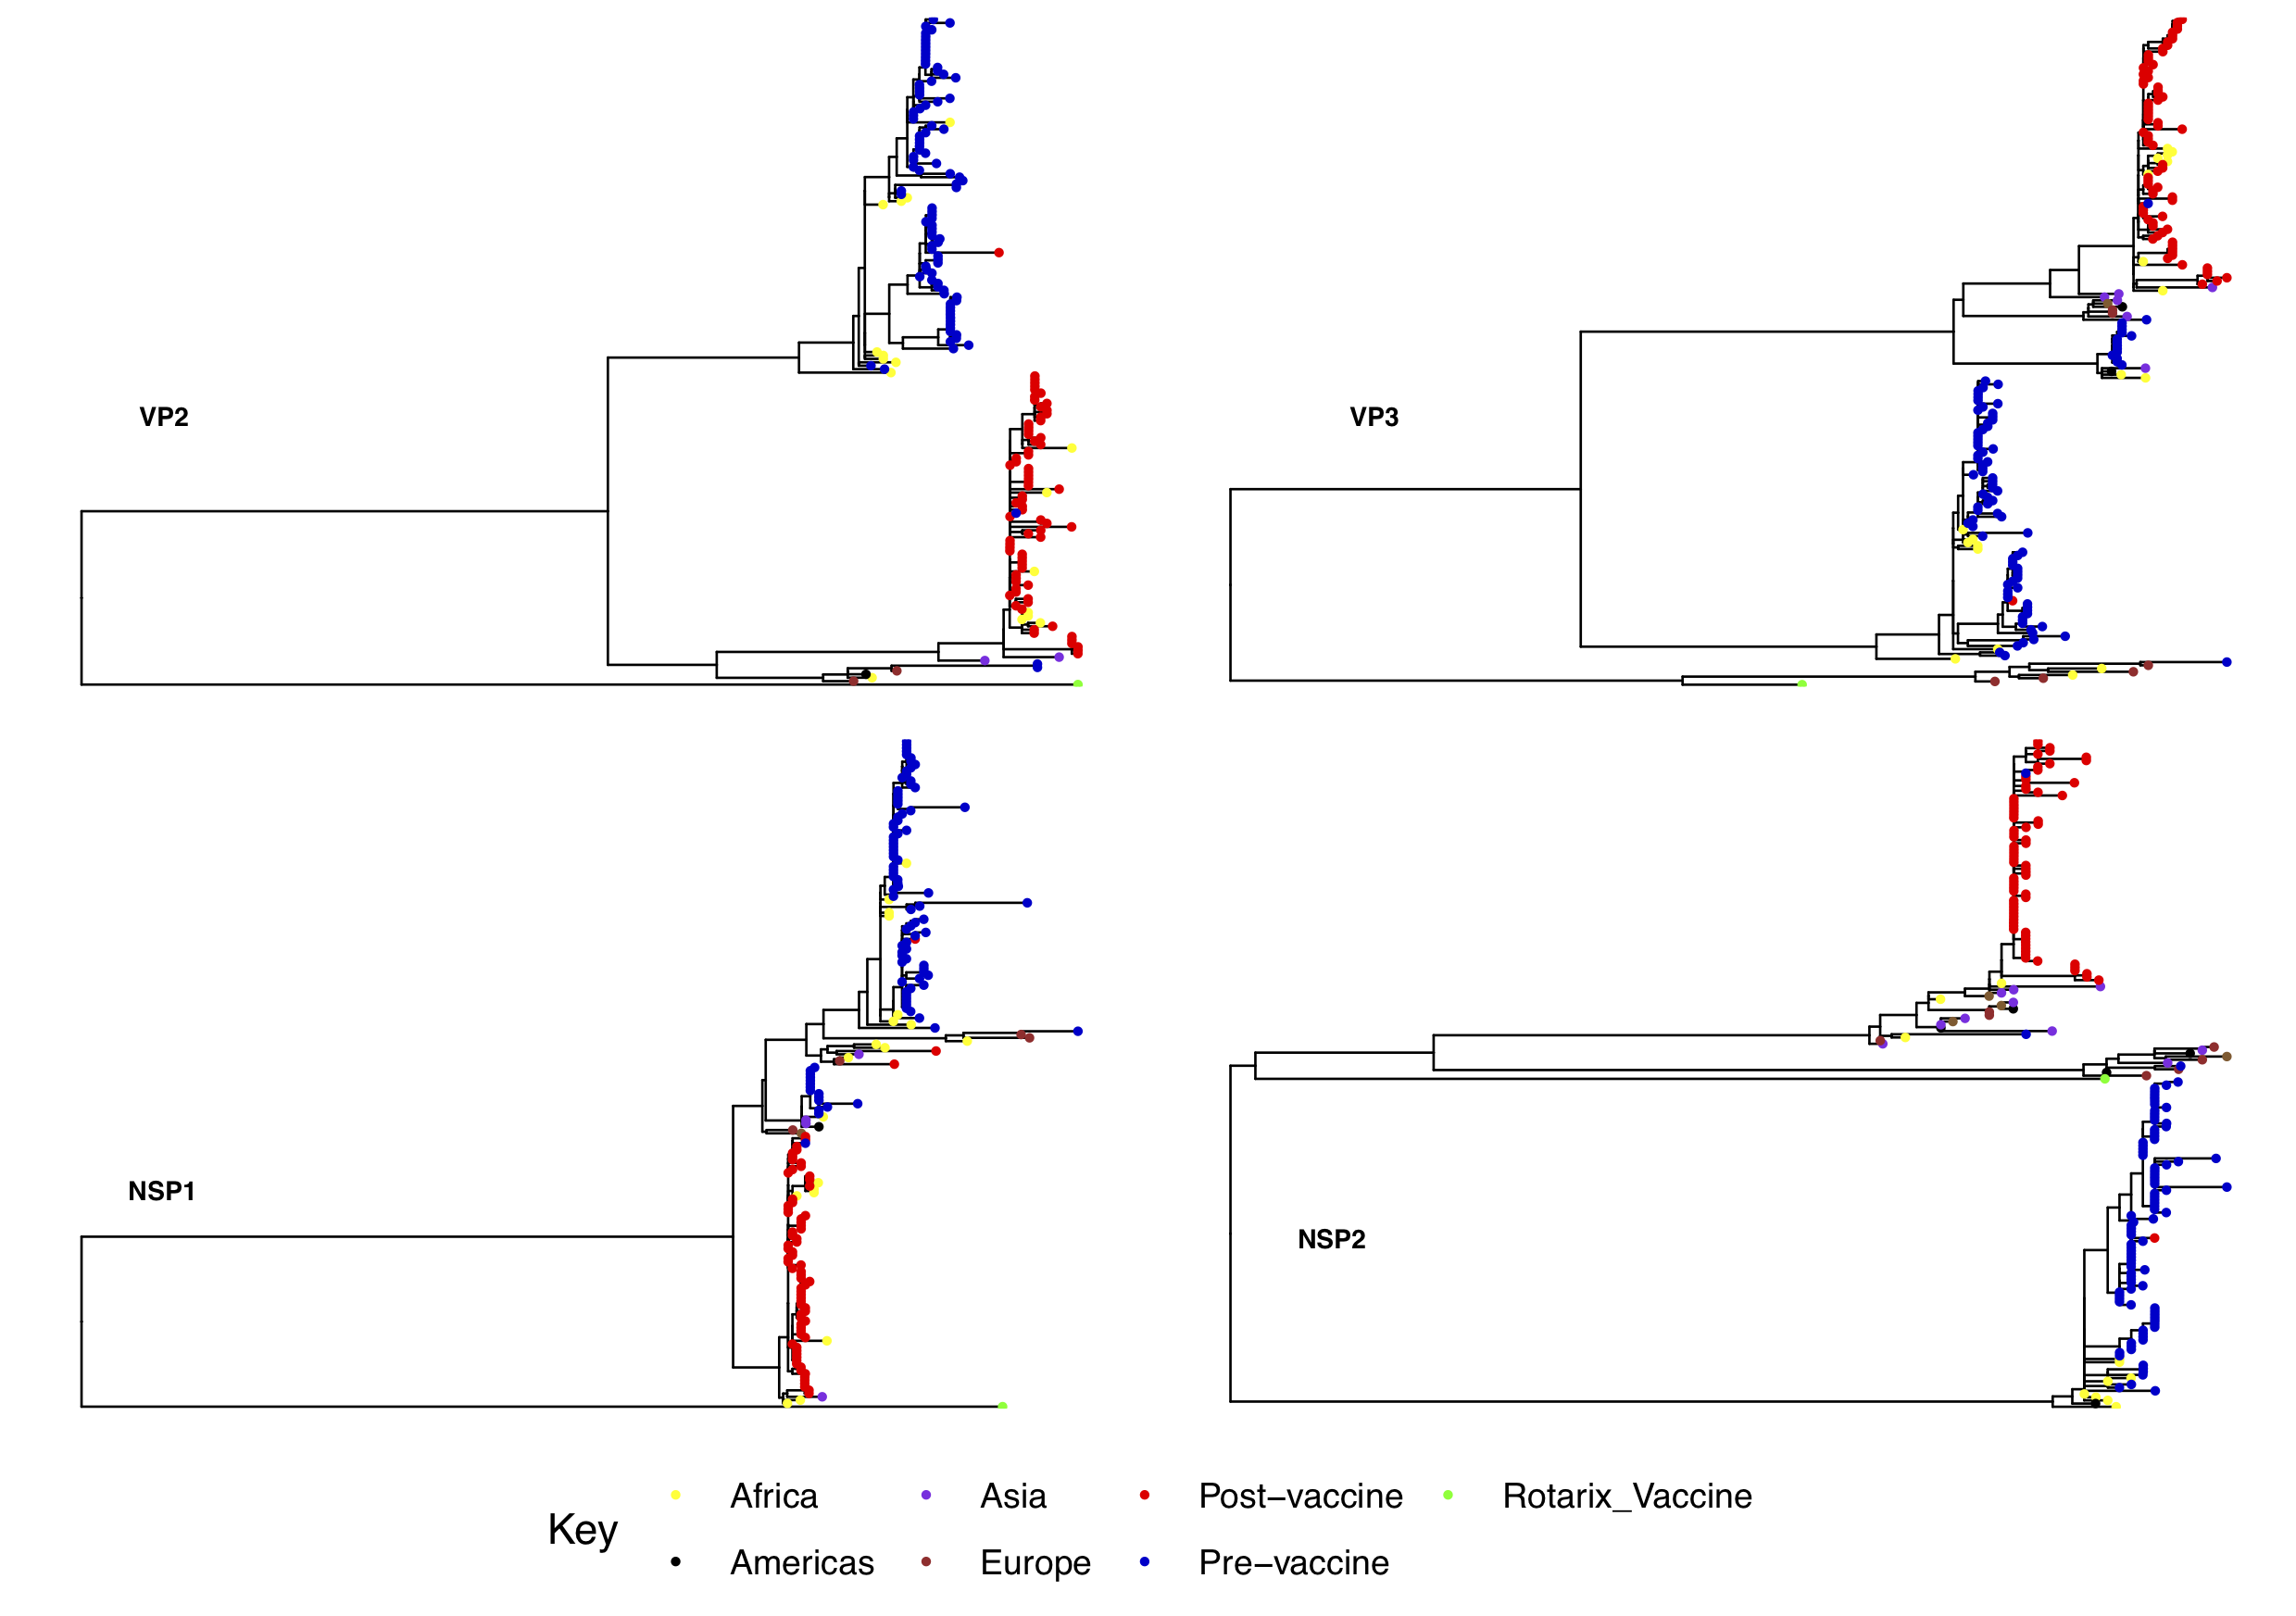 VP2
VP3
NSP1
NSP2
Key
Africa
Asia
Post−vaccine
Rotarix_Vaccine
Americas
Europe
Pre−vaccine